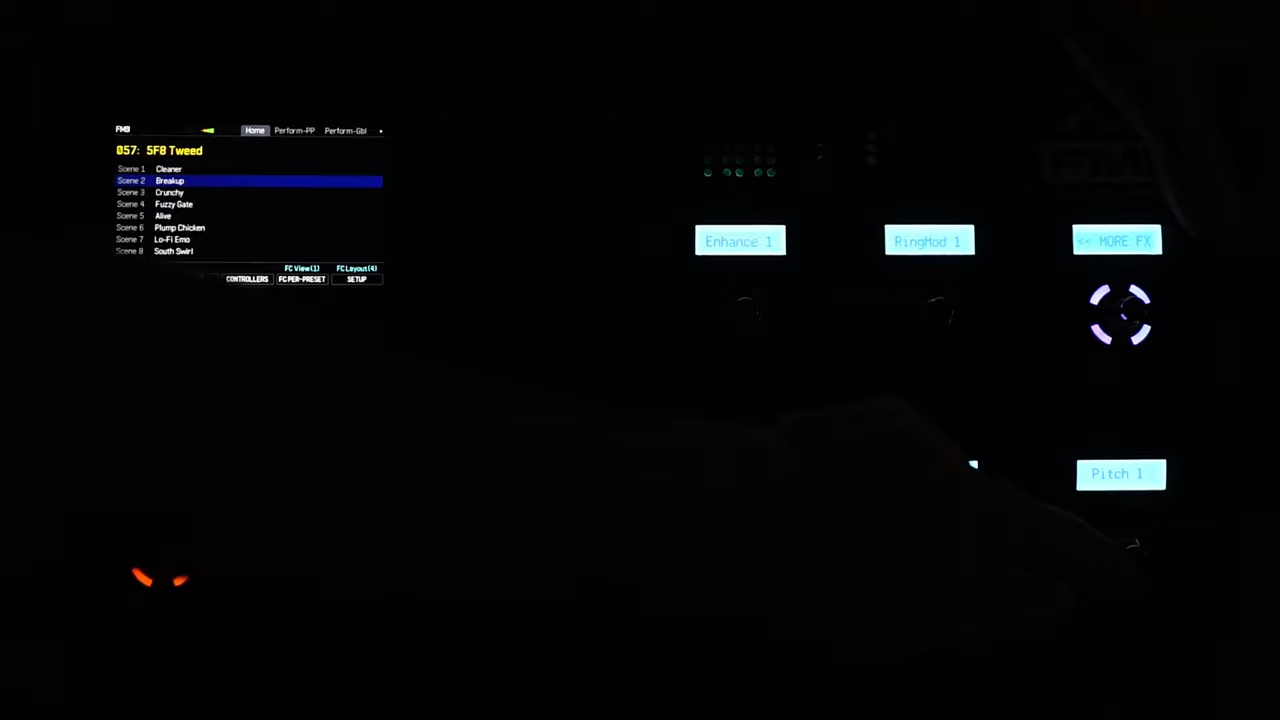 FM9 Home Perform-PP Perform-Gbl
057: 5F8 Tweed
Scene 1 Cleaner
Scene 2 Breakup
Scene 3 Crunchy
Scene 4 Fuzzy Gate
Scene 5 Alive
Scene 6 Plump Chicken
Scene 7 Lo-Fi Emo
Scene 8 South Swirl
FC View(1) FC Layout(4)
CONTROLLERS FC PER-PRESET SETUP
FM9
Enhance 1
RingMod 1
<< MORE FX
Pitch 1